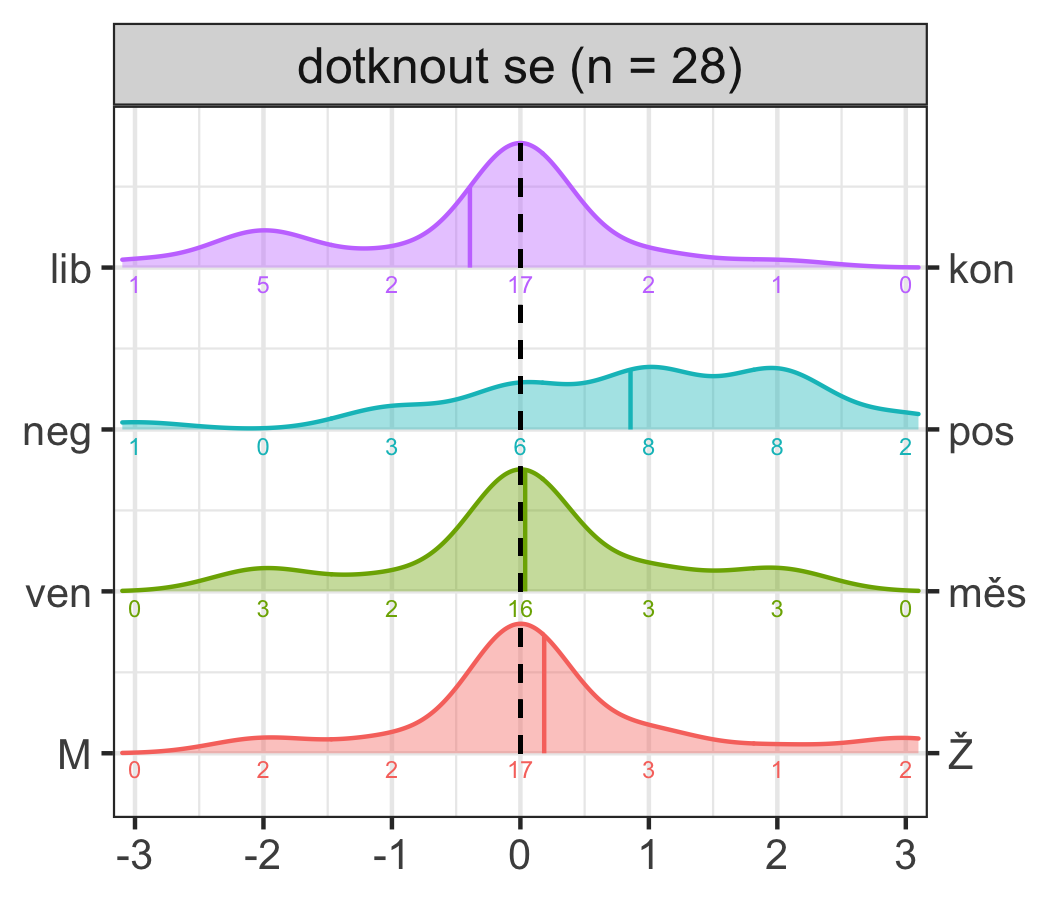 dotknout se (n = 28)
lib kon
1 5 2 17 2 1 0
neg pos
1 0 3 6 8 8 2
ven měs
0 3 2 16 3 3 0
M Ž
0 2 2 17 3 1 2
-3 -2 -1 0 1 2 3